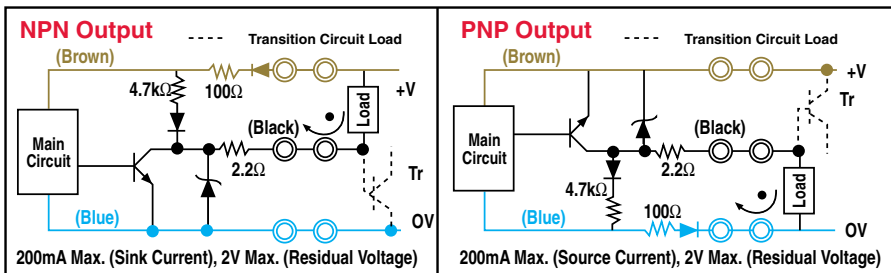 NPN Output
Transition Circuit Load
(Brown)
4.7kΩ
100Ω
+V
Load
Main
Circuit
(Black)
2.2Ω
Tr
(Blue)
OV
200mA Max. (Sink Current), 2V Max. (Residual Voltage)
PNP Output
Transition Circuit Load
(Brown)
+V
Tr
Main
Circuit
(Black)
2.2Ω
4.7kΩ
Load
100Ω
(Blue)
OV
200mA Max. (Source Current), 2V Max. (Residual Voltage)